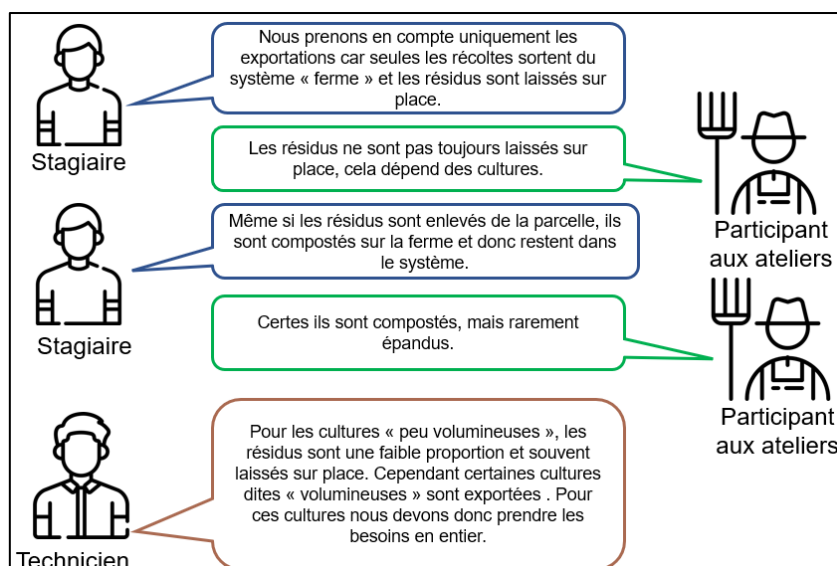 Nous prenons en compte uniquement les
exportations car seules les récoltes sortent du
système « ferme » et les résidus sont laissés sur
place.
Stagiaire
Les résidus ne sont pas toujours laissés sur
place, cela dépend des cultures.
Participant
aux ateliers
Même si les résidus sont enlevés de la parcelle, ils
sont compostés sur la ferme et donc restent dans
le système.
Stagiaire
Certes ils sont compostés, mais rarement
épandus.
Participant
aux ateliers
Pour les cultures « peu volumineuses », les
résidus sont une faible proportion et souvent
laissés sur place. Cependant certaines cultures
dites « volumineuses » sont exportées . Pour
ces cultures nous devons donc prendre les
besoins en entier.
Technicien